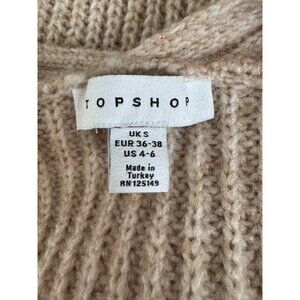 TOPSHOP
UK S
EUR 36-38
US 4-6
Made in
Turkey
RN 125149